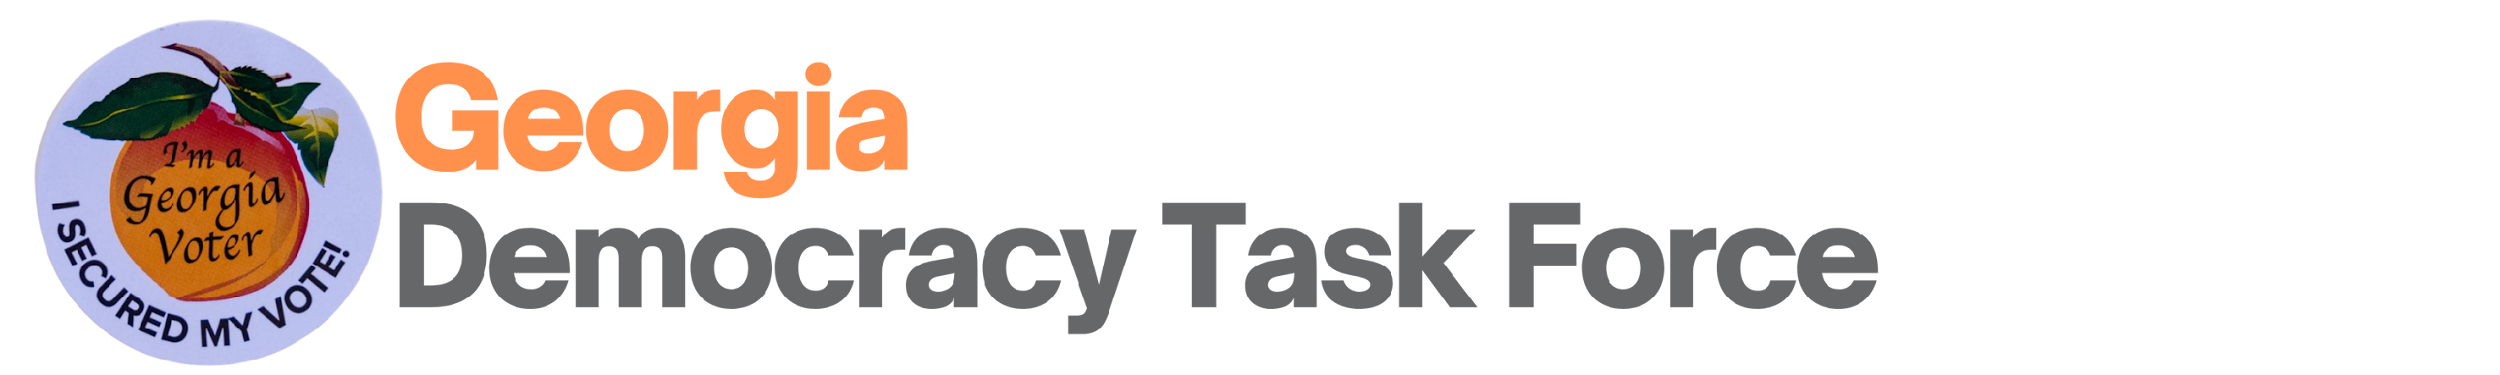 I'm a
Georgia
Voter
I SECURED MY VOTE!
Georgia
Democracy Task Force